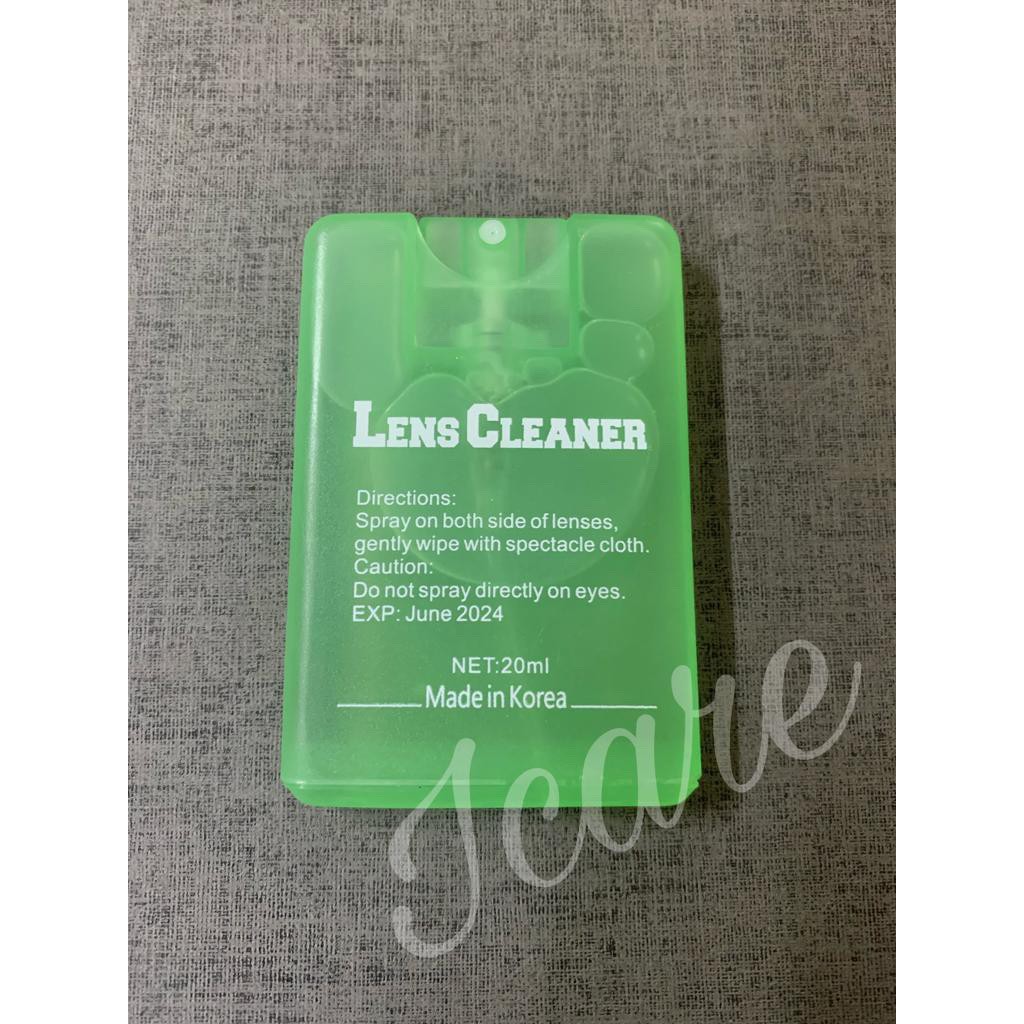 LENS CLEANER
Directions:
Spray on both side of lenses,
gently wipe with spectacle cloth.
Caution:
Do not spray directly on eyes.
EXP: June 2024
NET:20ml
Made in Korea
Jcare